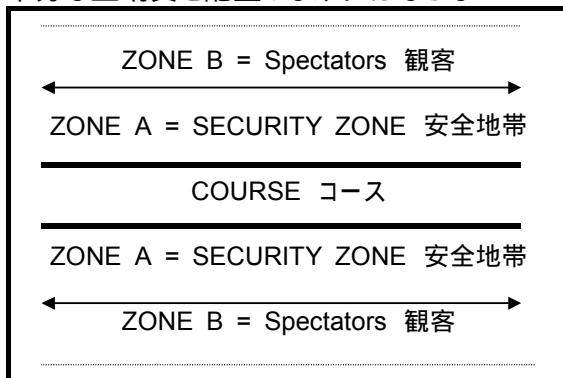 ZONE B = Spectators 観客
ZONE A = SECURITY ZONE 安全地帯
COURSE コース
ZONE A = SECURITY ZONE 安全地帯
ZONE B = Spectators 観客